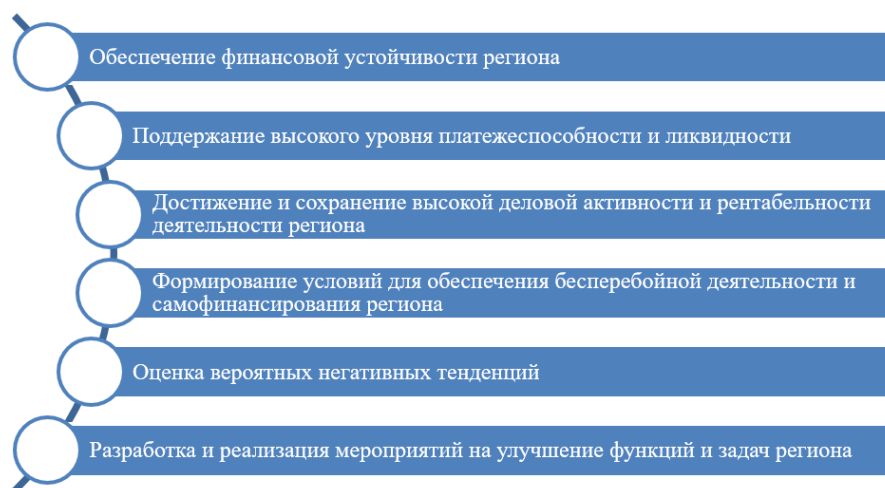 Обеспечение финансовой устойчивости региона
Поддержание высокого уровня платежеспособности и ликвидности
Достижение и сохранение высокой деловой активности и рентабельности
деятельности региона
Формирование условий для обеспечения бесперебойной деятельности и
самофинансирования региона
Оценка вероятных негативных тенденций
Разработка и реализация мероприятий на улучшение функций и задач региона